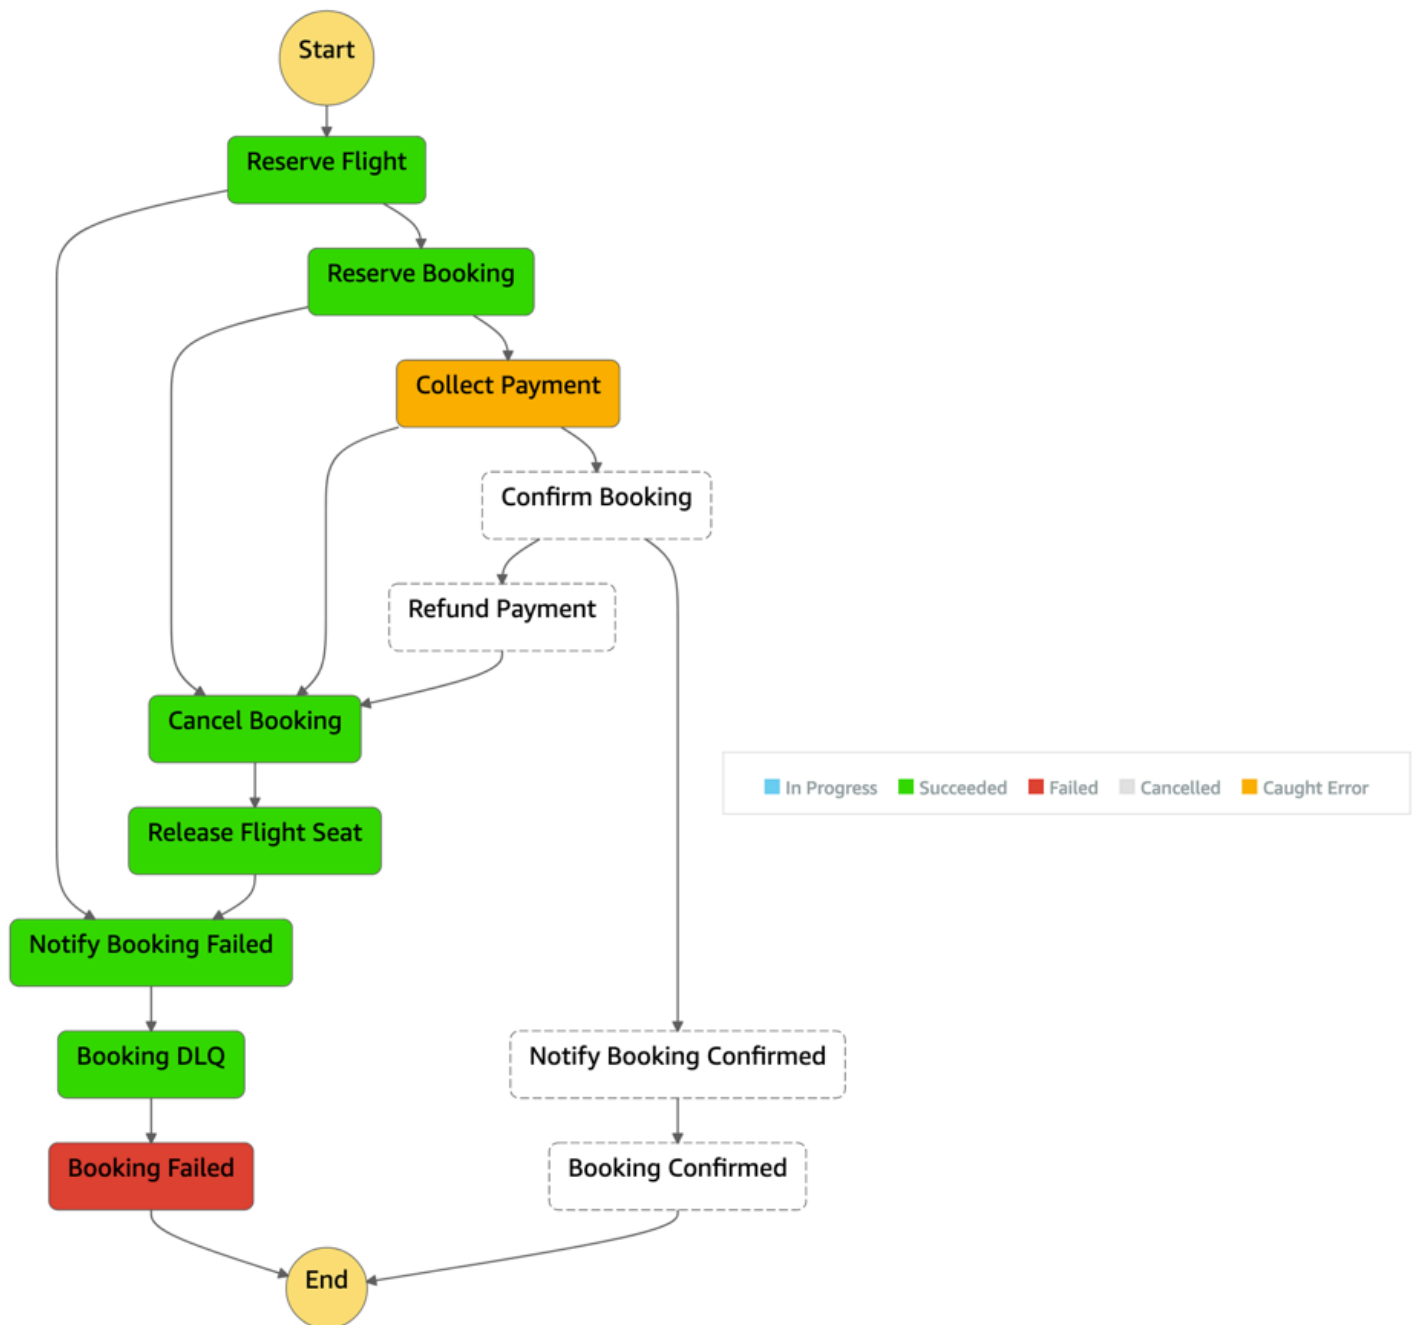 Start
Reserve Flight
Reserve Booking
Collect Payment
Confirm Booking
Refund Payment
Cancel Booking
In Progress Succeeded Failed Cancelled Caught Error
Release Flight Seat
Notify Booking Failed
Booking DLQ
Notify Booking Confirmed
Booking Failed
Booking Confirmed
End